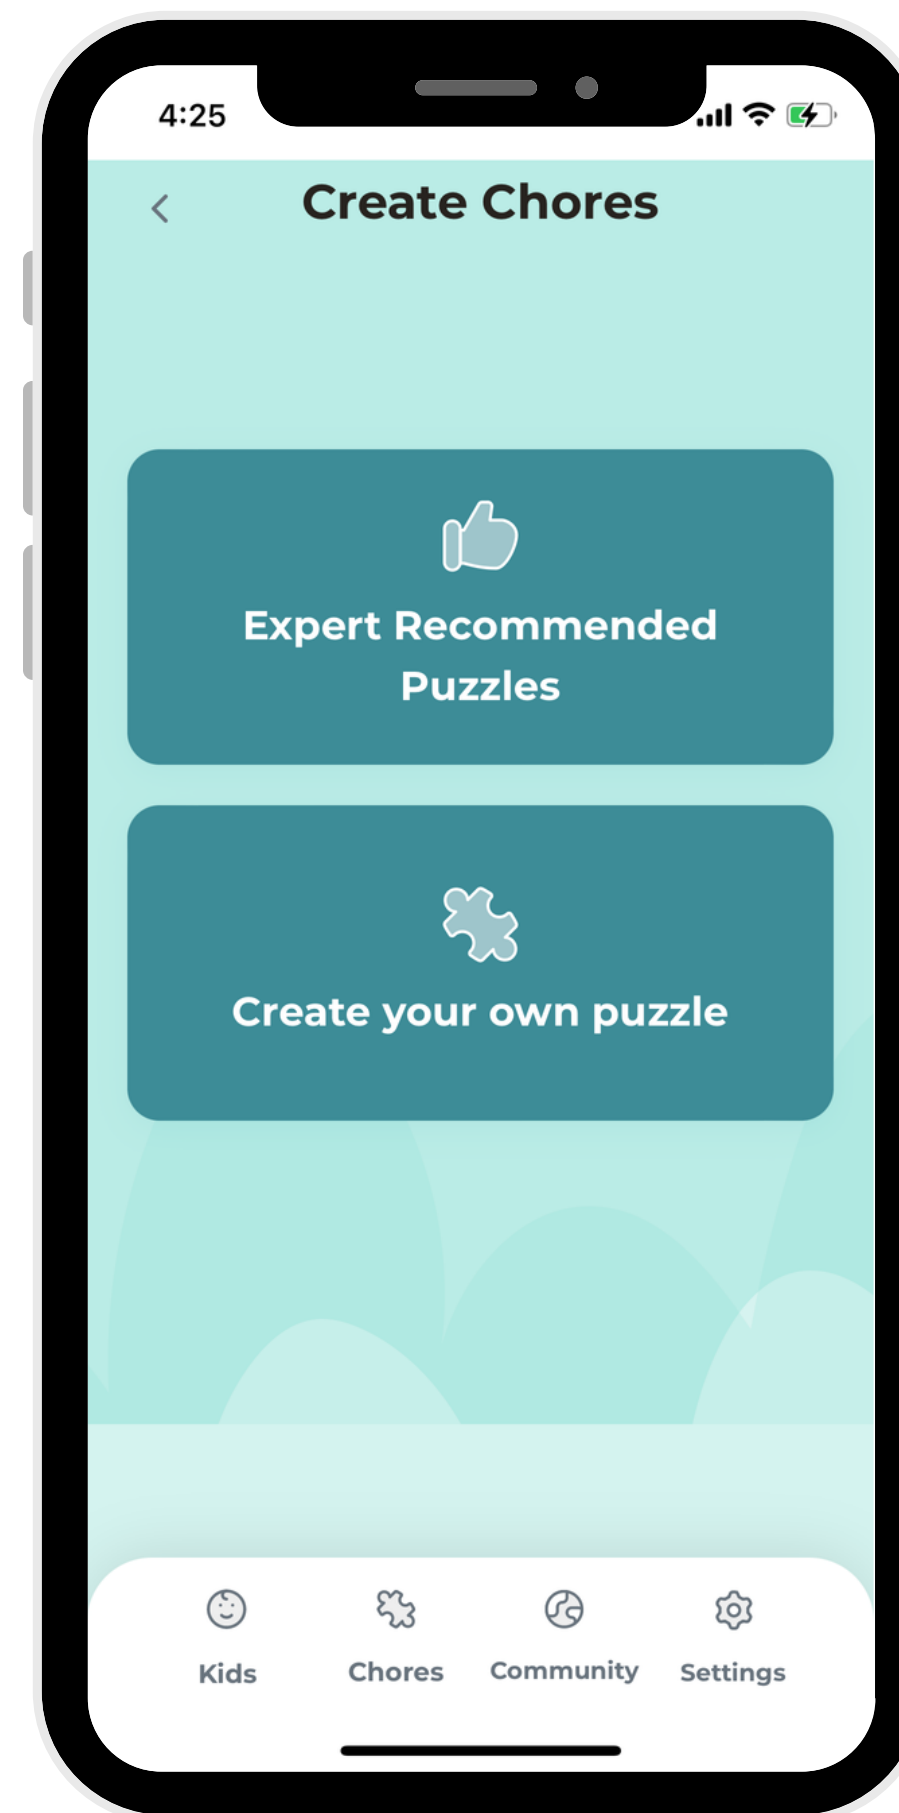 4:25
Create Chores
Expert Recommended
Puzzles
Create your own puzzle
Kids
Chores
Community
Settings